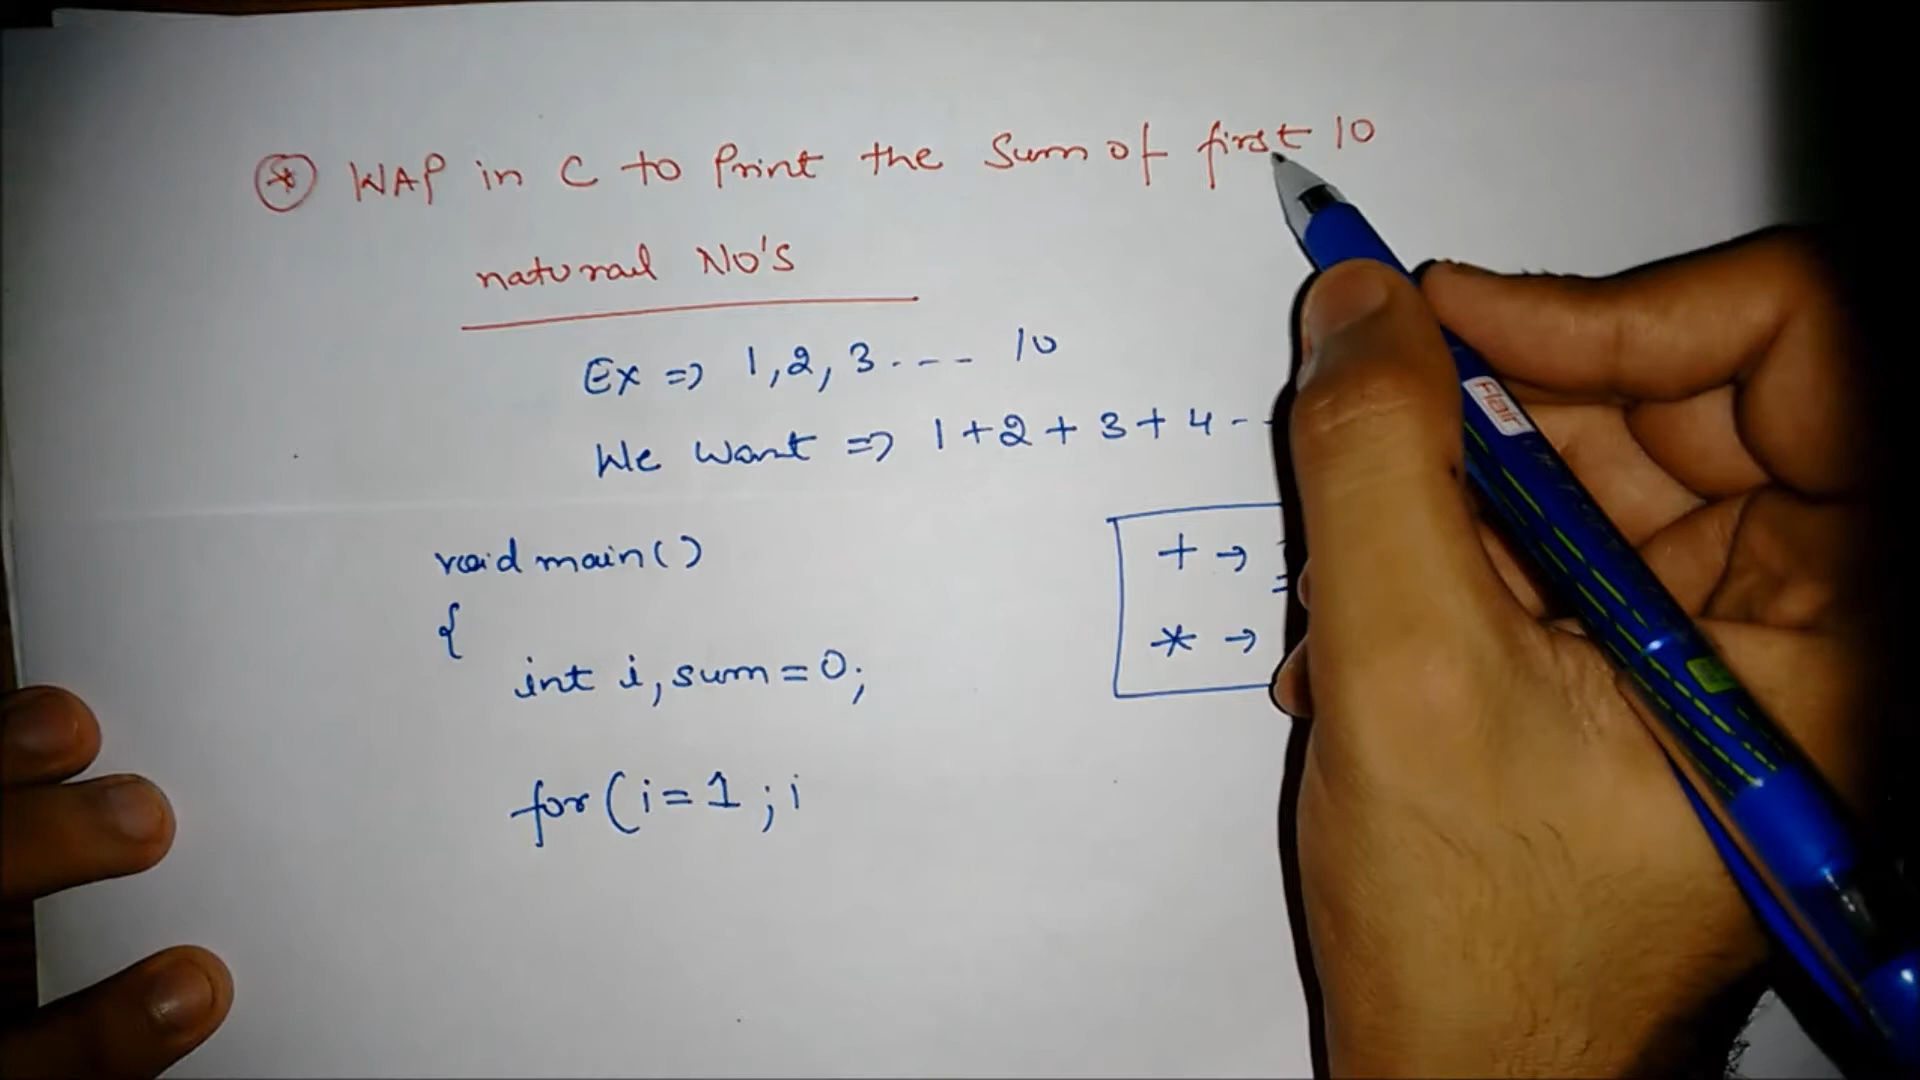 * WAP in C to Print the Sum of first 10
natural No's
Ex => 1,2,3.--- 10
We want => 1+2+3+4--
void main()
{
int i, sum=0;
for(i=1;i
+ →
* →
Flair